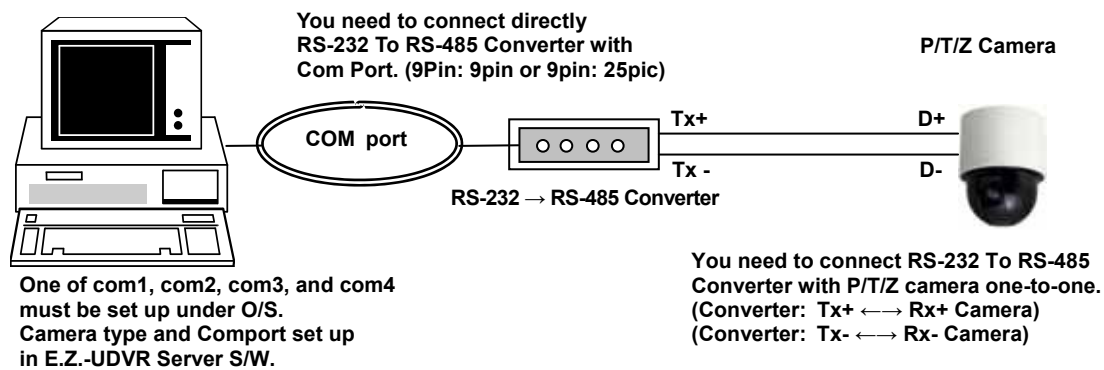 You need to connect directly
RS-232 To RS-485 Converter with
Com Port. (9Pin: 9pin or 9pin: 25pic)
P/T/Z Camera
COM port
Tx+
D+
Tx -
D-
RS-232 → RS-485 Converter
One of com1, com2, com3, and com4
must be set up under O/S.
Camera type and Comport set up
in E.Z.-UDVR Server S/W.
You need to connect RS-232 To RS-485
Converter with P/T/Z camera one-to-one.
(Converter: Tx+ ←→ Rx+ Camera)
(Converter: Tx- ←→ Rx- Camera)